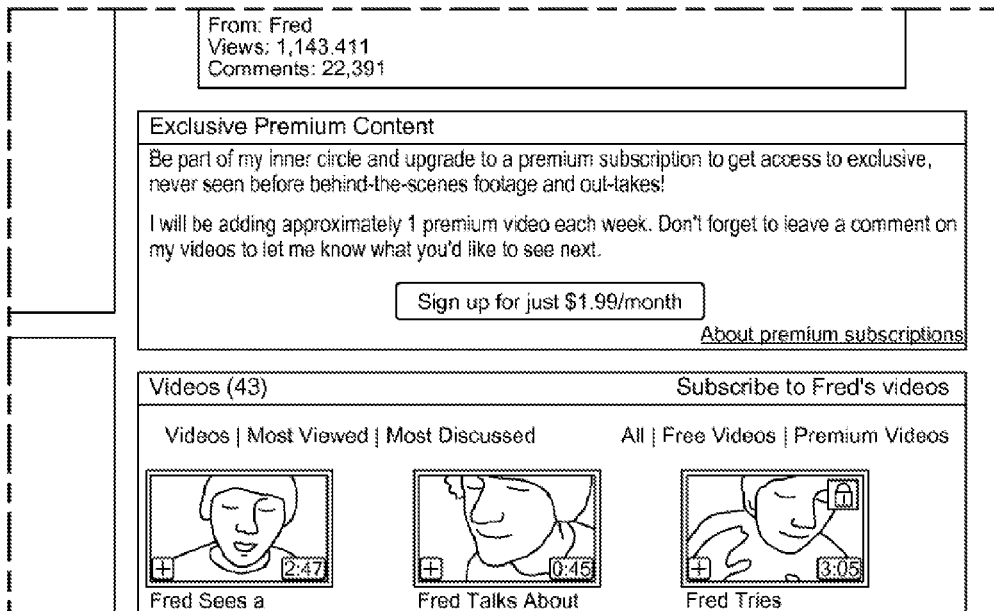 From: Fred
Views: 1,143.411
Comments: 22,391
Exclusive Premium Content
Be part of my inner circle and upgrade to a premium subscription to get access to exclusive,
never seen before behind-the-scenes footage and out-takes!
I will be adding approximately 1 premium video each week. Don't forget to leave a comment on
my videos to let me know what you'd like to see next.
Sign up for just $1.99/month
About premium subscriptions
Videos (43) Subscribe to Fred's videos
Videos | Most Viewed | Most Discussed All | Free Videos | Premium Videos
+ 2:47 + 0:45 + 3:05
Fred Sees a Fred Talks About Fred Tries